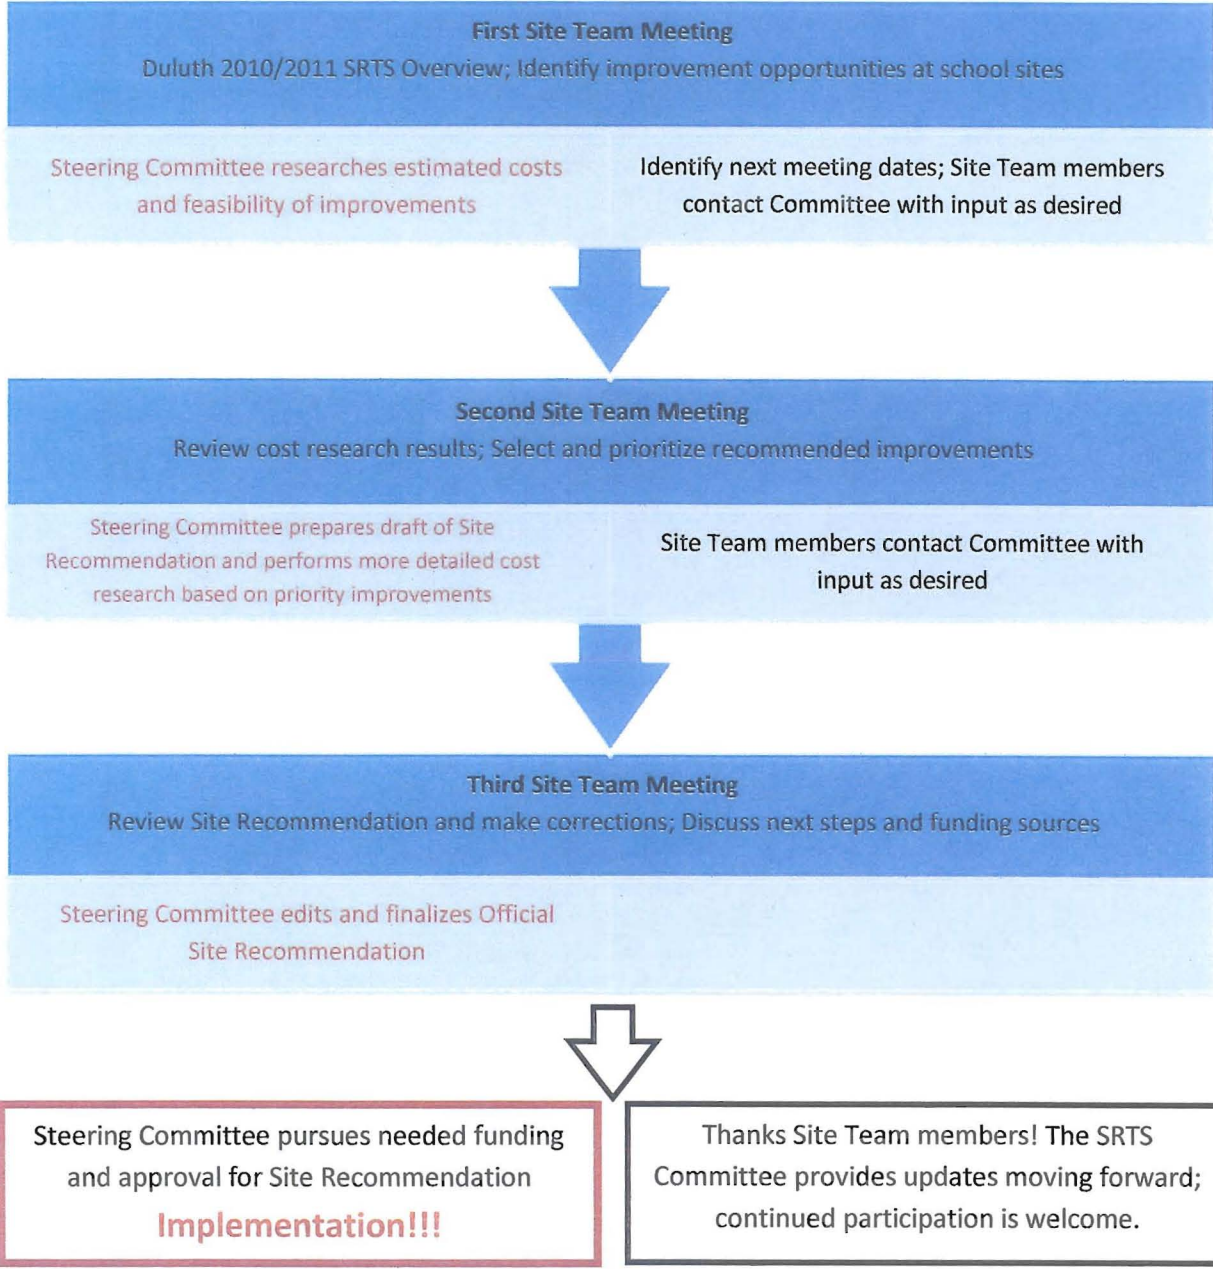 First Site Team Meeting
Duluth 2010/2011 SRTS Overview; Identify improvement opportunities at school sites
Steering Committee researches estimated costs
and feasibility of improvements
Identify next meeting dates; Site Team members
contact Committee with input as desired
Second Site Team Meeting
Review cost research results; Select and prioritize recommended improvements
Steering Committee prepares draft of Site
Recommendation and performs more detailed cost
research based on priority improvements
Site Team members contact Committee with
input as desired
Third Site Team Meeting
Review Site Recommendation and make corrections; Discuss next steps and funding sources
Steering Committee edits and finalizes Official
Site Recommendation
Steering Committee pursues needed funding
and approval for Site Recommendation
Implementation!!!
Thanks Site Team members! The SRTS
Committee provides updates moving forward;
continued participation is welcome.